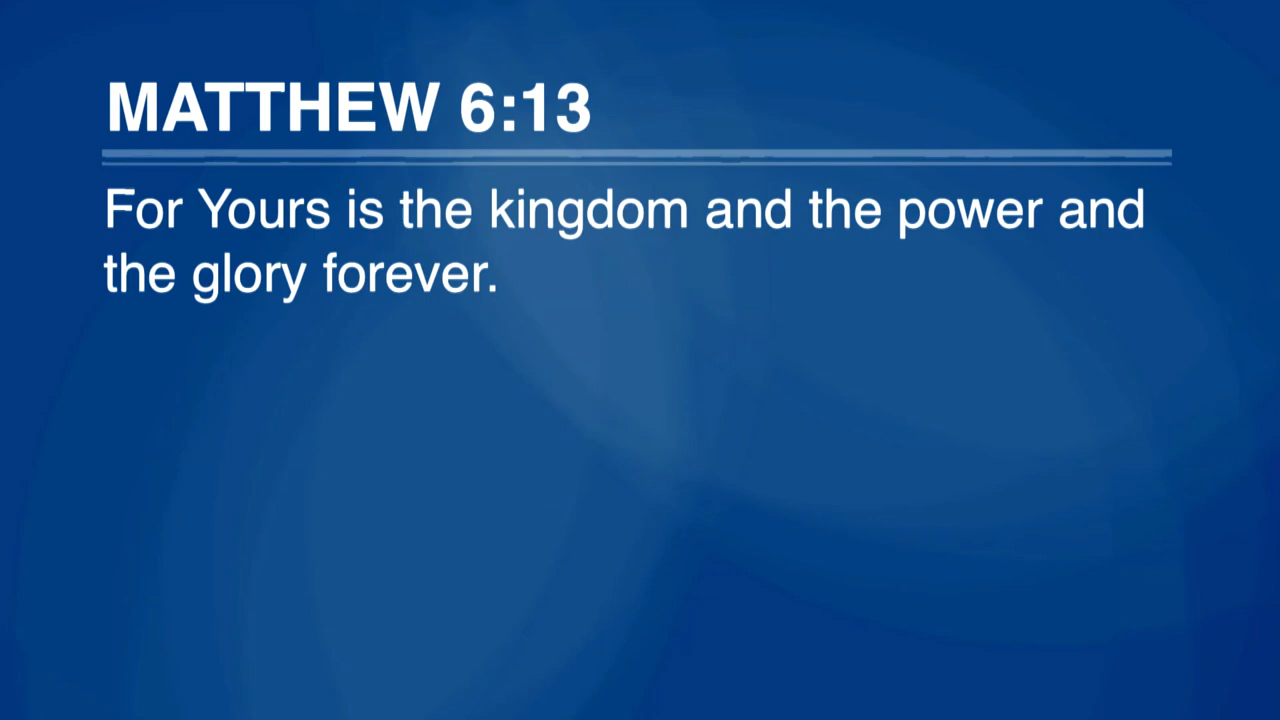 MATTHEW 6:13
For Yours is the kingdom and the power and
the glory forever.